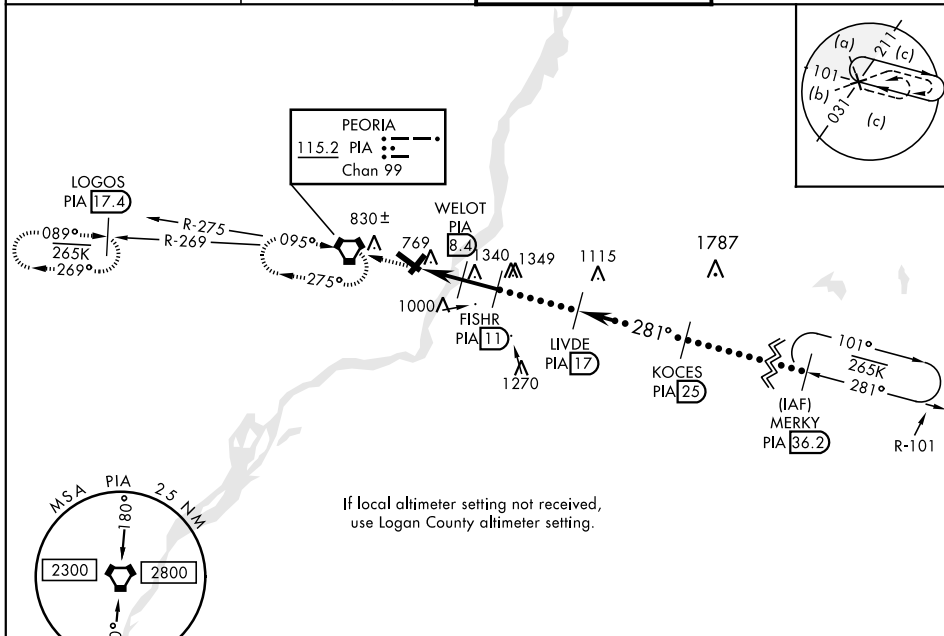 (a)
211
(c)
101
(b)
031
(c)
PEORIA
115.2 PIA
Chan 99
LOGOS
PIA 17.4
R-275
R-269
089°
265K
269°
095°
275°
830±
769
WELOT
PIA
8.4
1340
1349
1115
1787
1000
FISHR
PIA 11
1270
LIVDE
PIA 17
281°
KOCES
PIA 25
101°
265K
281°
(IAF)
MERKY
PIA 36.2
R-101
If local altimeter setting not received,
use Logan County altimeter setting.
MSA PIA 25 NM
180°
2300
2800